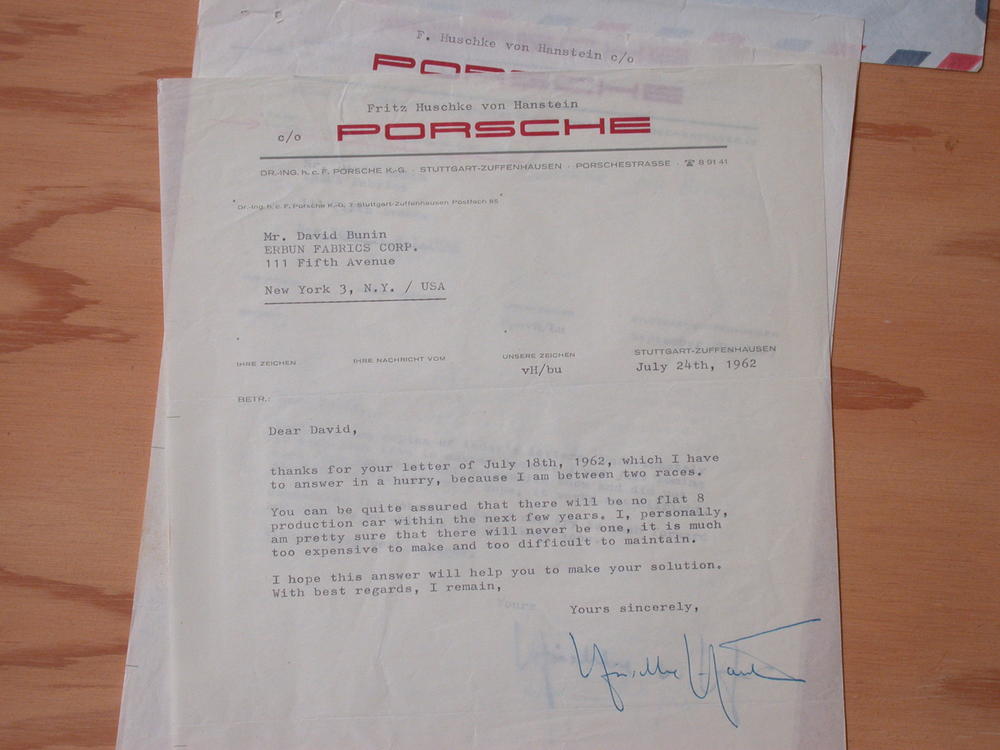 F. Huschke von Hanstein c/o
PORSCHE
Fritz Huschke von Hanstein
c/o PORSCHE
DR.-ING. h. c. F. PORSCHE K.-G. · STUTTGART-ZUFFENHAUSEN · PORSCHESTRASSE · ☎ 8 91 41
Dr.-Ing. h. c. F. Porsche K.-G. 7 Stuttgart-Zuffenhausen Postfach 85
Mr. David Bunin
ERBUN FABRICS CORP.
111 Fifth Avenue
New York 3, N.Y. / USA
IHRE ZEICHEN IHRE NACHRICHT VOM UNSERE ZEICHEN STUTTGART-ZUFFENHAUSEN
vH/bu July 24th, 1962
BETR.:
Dear David,
thanks for your letter of July 18th, 1962, which I have
to answer in a hurry, because I am between two races.
You can be quite assured that there will be no flat 8
production car within the next few years. I, personally,
am pretty sure that there will never be one, it is much
too expensive to make and too difficult to maintain.
I hope this answer will help you to make your solution.
With best regards, I remain,
Yours sincerely,